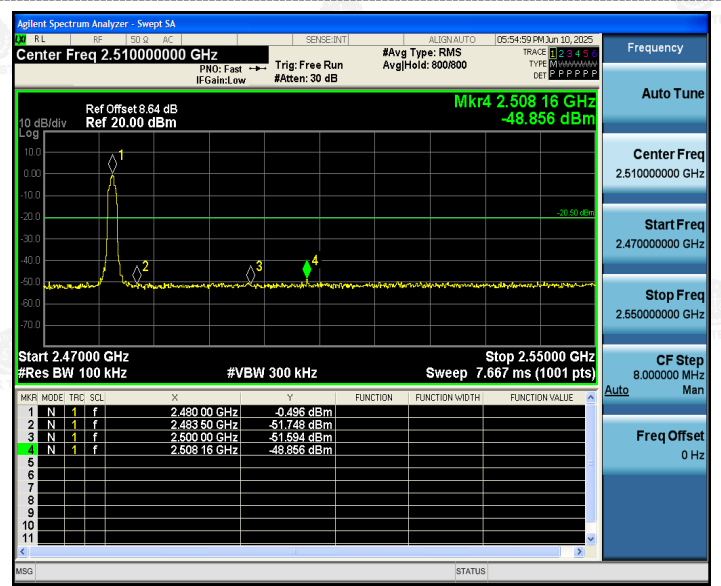 Agilent Spectrum Analyzer - Swept SA
LXI RL RF 50 Ω AC SENSE:INT ALIGNAUTO 05:54:59 PM Jun 10, 2025
Center Freq 2.510000000 GHz
PNO: Fast
IFGain:Low
Trig: Free Run
#Atten: 30 dB
#Avg Type: RMS
Avg|Hold: 800/800
TRACE 1 2 3 4 5 6
TYPE MWWWWW
DET P P P P P P
Ref Offset 8.64 dB
Ref 20.00 dBm
10 dB/div
Log
Mkr4 2.508 16 GHz
-48.856 dBm
10.0
0.00
-10.0
-20.0
-30.0
-40.0
-50.0
-60.0
-70.0
1
2
3
4
-20.50 dBm
Start 2.47000 GHz Stop 2.55000 GHz
#Res BW 100 kHz #VBW 300 kHz Sweep 7.667 ms (1001 pts)
MKR MODE TRC SCL X Y FUNCTION FUNCTION WIDTH FUNCTION VALUE
1 N 1 f 2.480 00 GHz -0.496 dBm
2 N 1 f 2.483 50 GHz -51.748 dBm
3 N 1 f 2.500 00 GHz -51.594 dBm
4 N 1 f 2.508 16 GHz -48.856 dBm
5
6
7
8
9
10
11
MSG STATUS
Frequency
Auto Tune
Center Freq
2.510000000 GHz
Start Freq
2.470000000 GHz
Stop Freq
2.550000000 GHz
CF Step
8.000000 MHz
Auto Man
Freq Offset
0 Hz